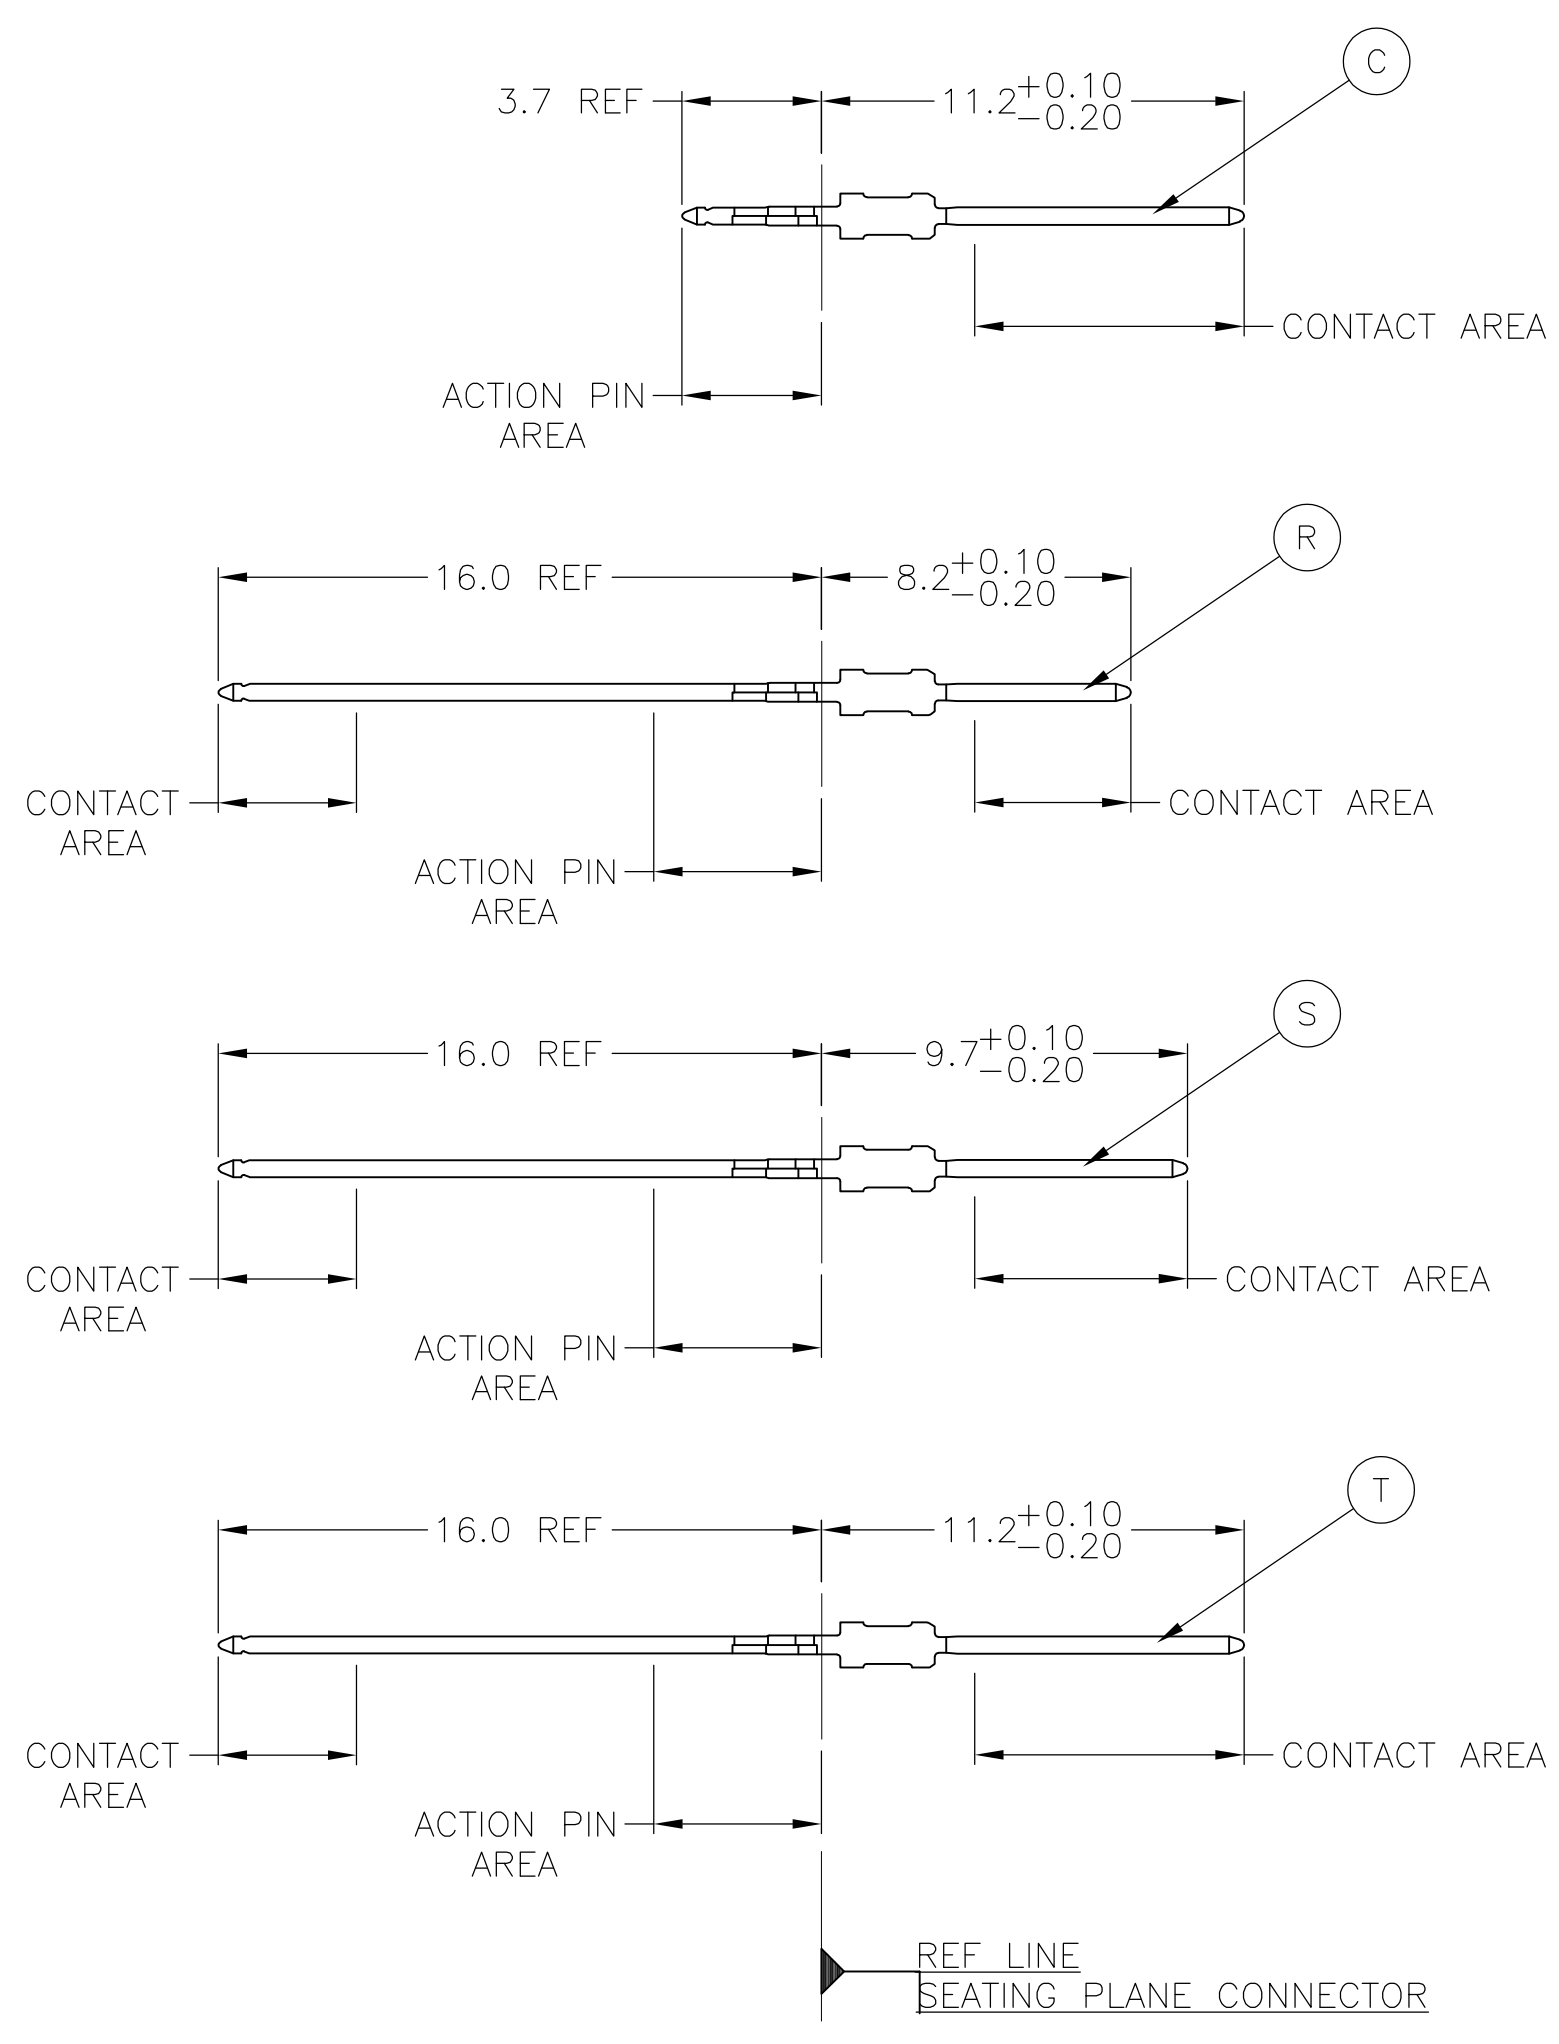 C
3.7 REF
11.2 +0.10 -0.20
CONTACT AREA
ACTION PIN
AREA
R
16.0 REF
8.2 +0.10 -0.20
CONTACT
AREA
CONTACT AREA
ACTION PIN
AREA
S
16.0 REF
9.7 +0.10 -0.20
CONTACT
AREA
CONTACT AREA
ACTION PIN
AREA
T
16.0 REF
11.2 +0.10 -0.20
CONTACT
AREA
CONTACT AREA
ACTION PIN
AREA
REF LINE
SEATING PLANE CONNECTOR